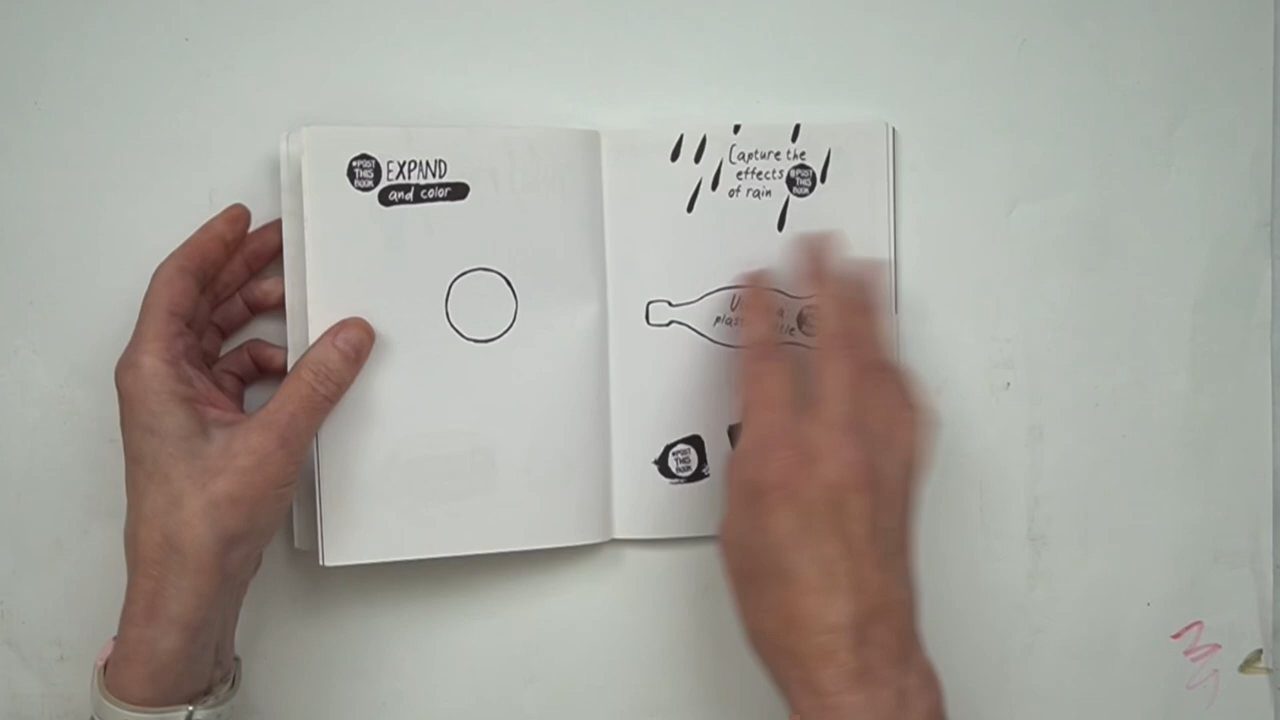 #POST
THIS
BOOK
EXPAND
and color
Capture the
effects
#POST
THIS
BOOK
of rain
#POST
THIS
BOOK